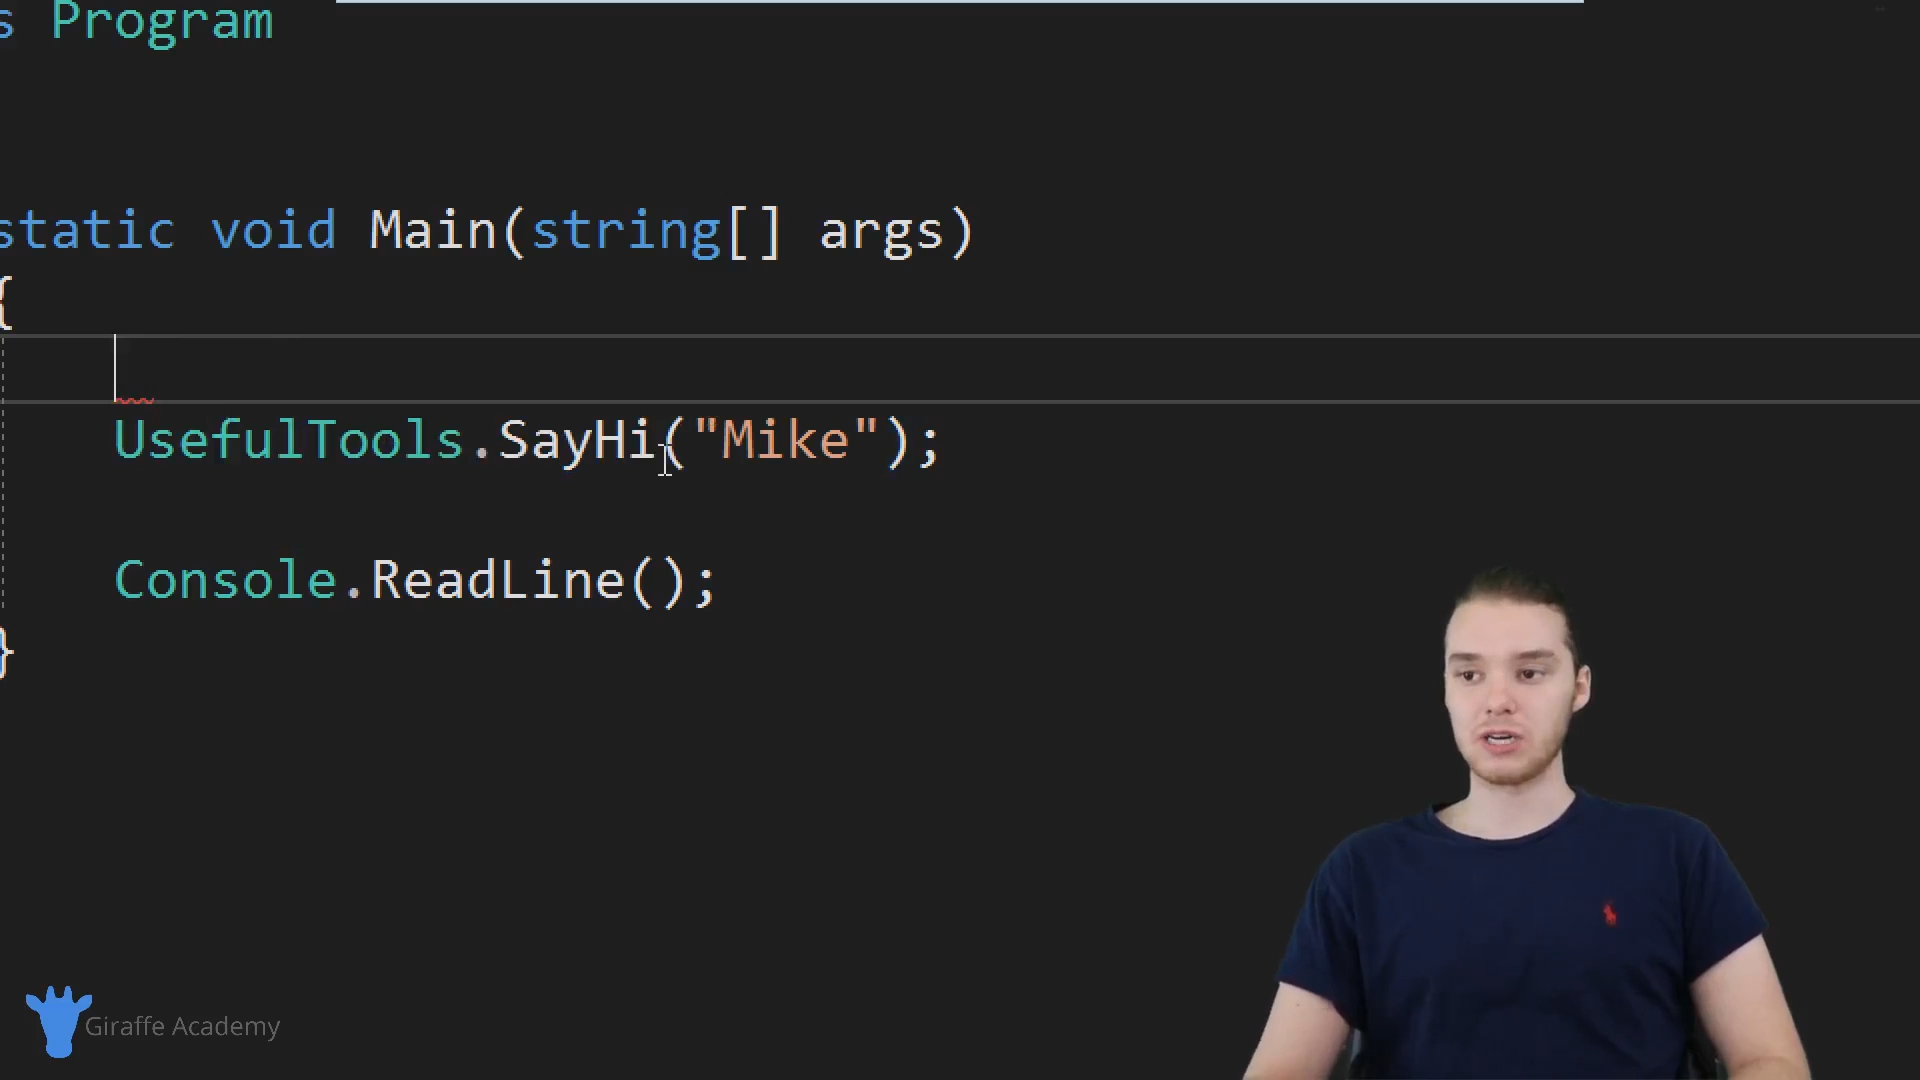 s Program
static void Main(string[] args)
{
UsefulTools.SayHi("Mike");
Console.ReadLine();
}
Giraffe Academy